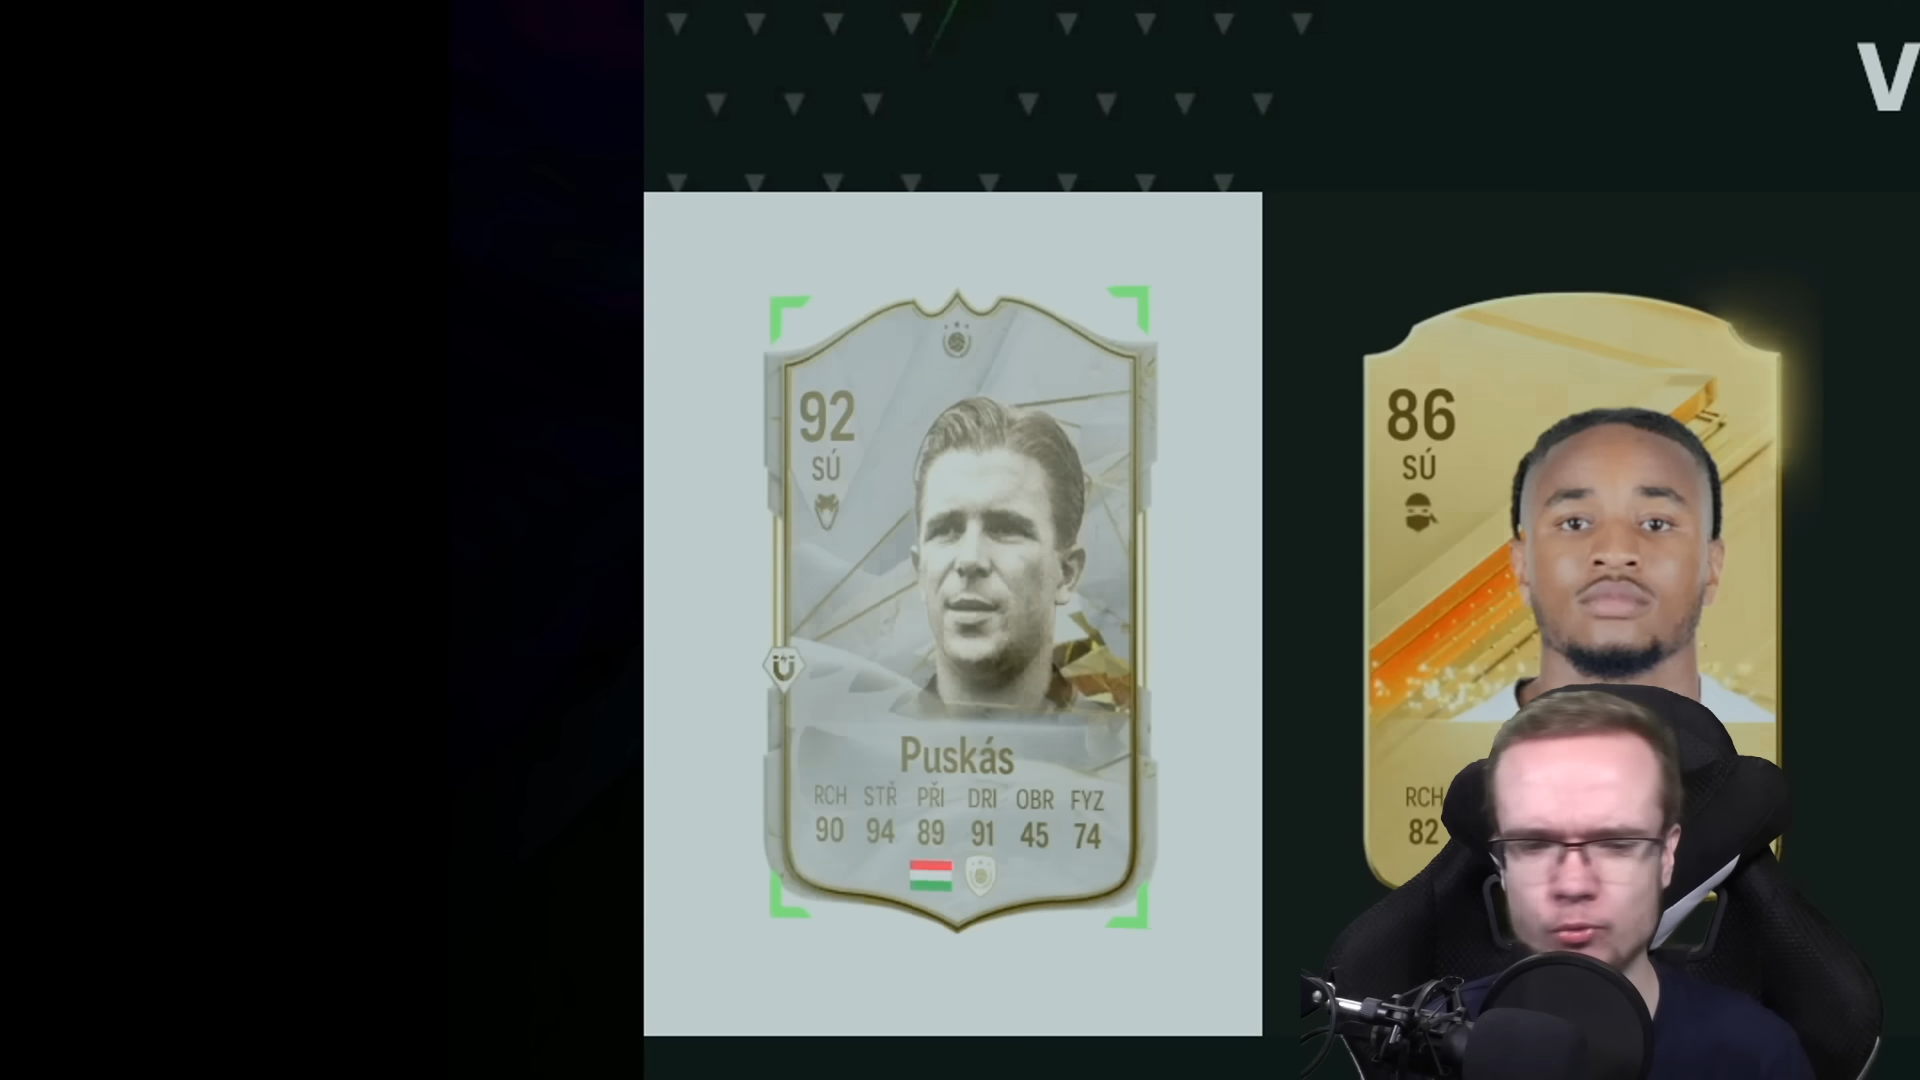 V
92
SÚ
Puskás
RCH STŘ PŘI DRI OBR FYZ
90 94 89 91 45 74
86
SÚ
RCH
82